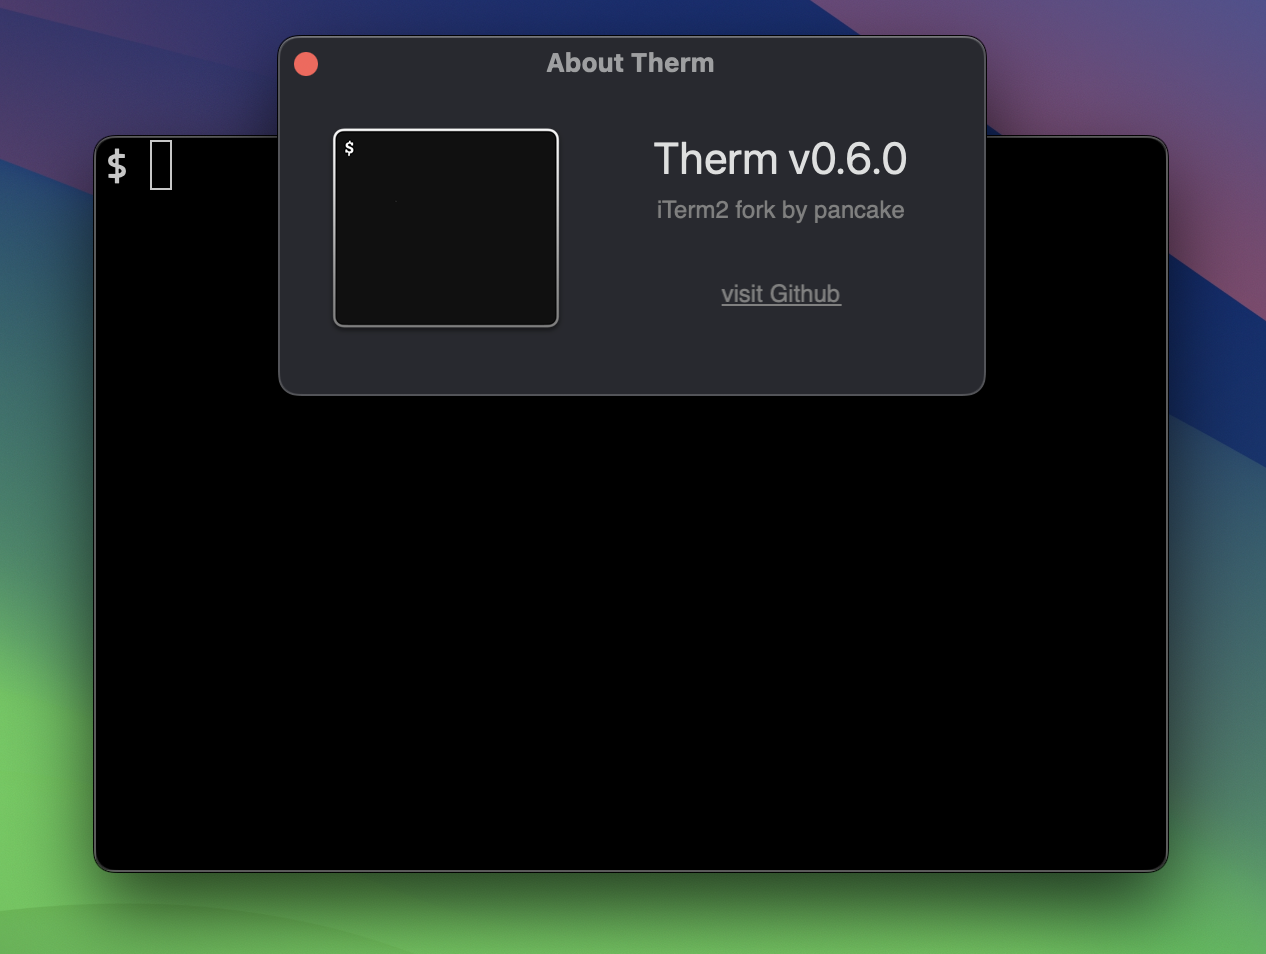 About Therm
$
$
Therm v0.6.0
iTerm2 fork by pancake
visit Github